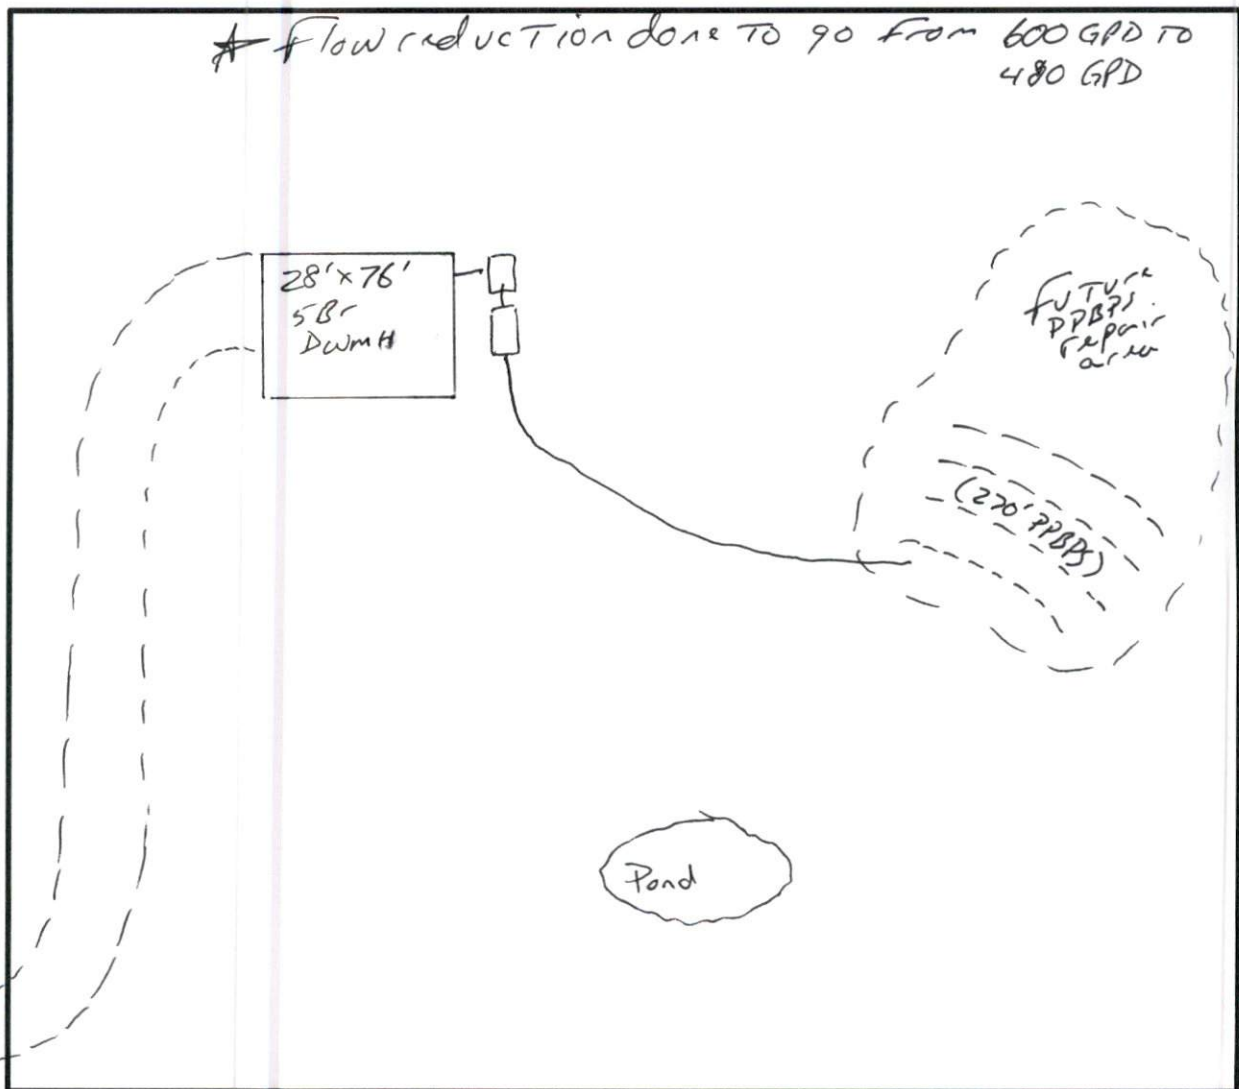 * Flow reduction done To go from 600 GPD TO
480 GPD
28'x76'
5Br
DwmH
future
PPBPS
repair
area
(270' PPBPS)
Pond